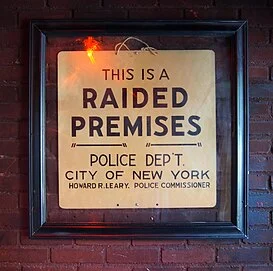 THIS IS A
RAIDED
PREMISES
POLICE DEP'T.
CITY OF NEW YORK
HOWARD R. LEARY, POLICE COMMISSIONER